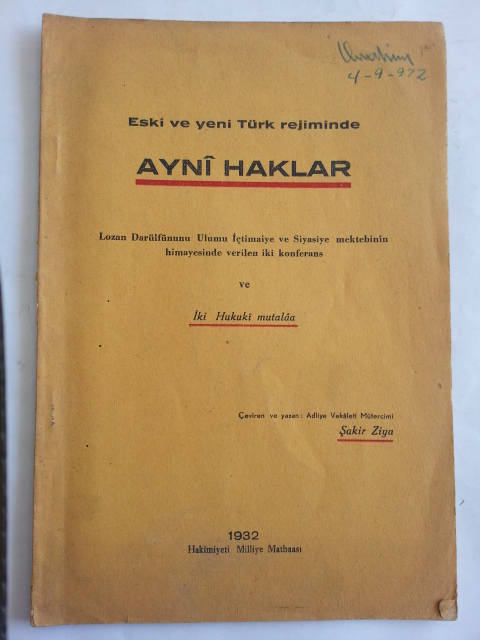 4-9-972
Eski ve yeni Türk rejiminde
AYNÎ HAKLAR
Lozan Darülfünunu Ulumu İçtimaiye ve Siyasiye mektebinin
himayesinde verilen iki konferans
ve
İki Hukuki mutalâa
Çeviren ve yazan: Adliye Vekâleti Mütercimi
Şakir Ziya
1932
Hakimiyeti Milliye Matbaası